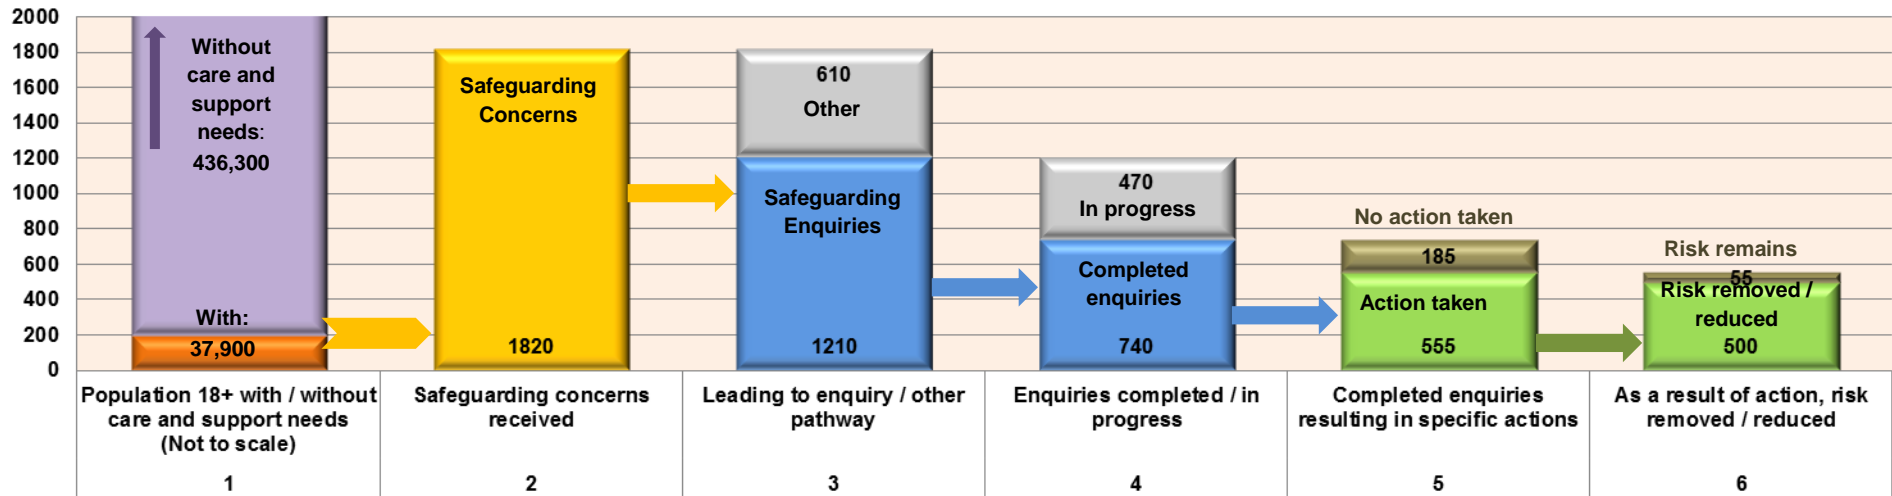 2000
1800
1600
1400
1200
1000
800
600
400
200
0
Without
care and
support
needs:
436,300
With:
37,900
Safeguarding
Concerns
1820
610
Other
Safeguarding
Enquiries
1210
470
In progress
Completed
enquiries
740
No action taken
185
Action taken
555
Risk remains
55
Risk removed /
reduced
500
Population 18+ with / without
care and support needs
(Not to scale)
1
Safeguarding concerns
received
2
Leading to enquiry / other
pathway
3
Enquiries completed / in
progress
4
Completed enquiries
resulting in specific actions
5
As a result of action, risk
removed / reduced
6